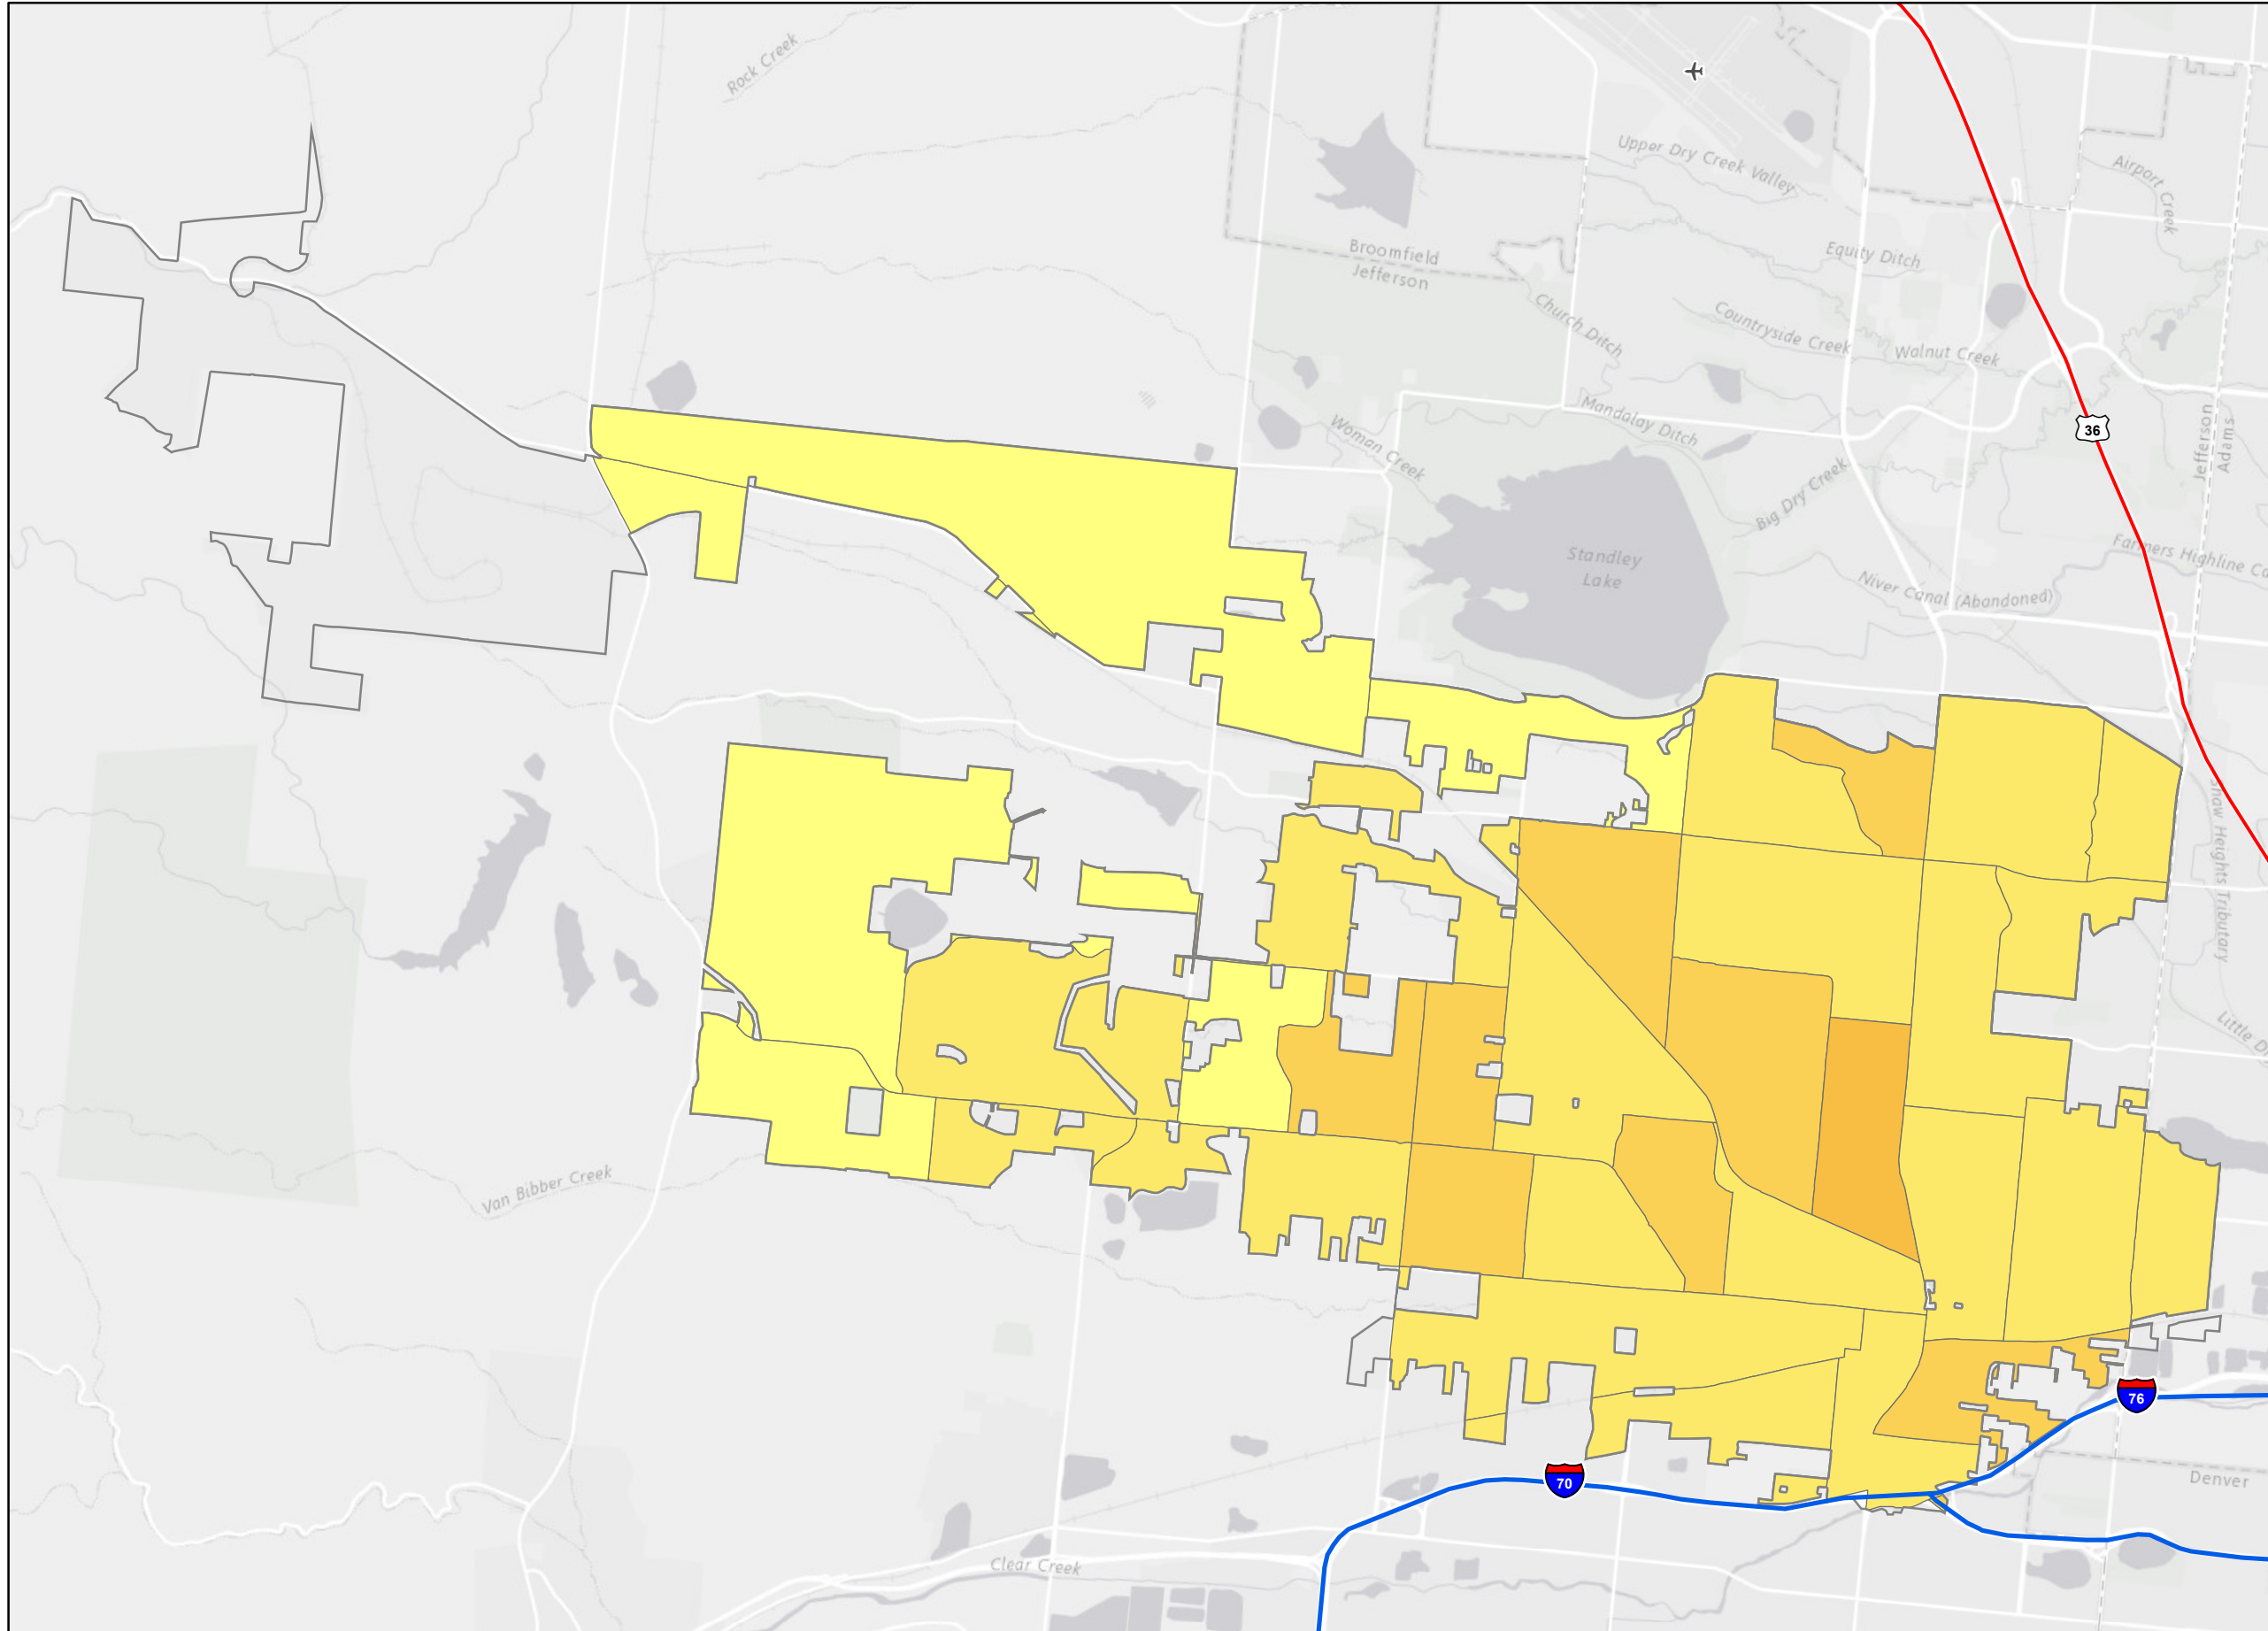 Rock Creek
Upper Dry Creek Valley
Airport Creek
Equity Ditch
Broomfield
Jefferson
Church Ditch
Countryside Creek
Walnut Creek
Mandalay Ditch
Woman Creek
36
Jefferson
Adams
Big Dry Creek
Standley
Lake
Farmers Highline Ca
Niver Canal (Abandoned)
Shaw Heights Tributary
Little D
Van Bibber Creek
76
70
Denver
Clear Creek